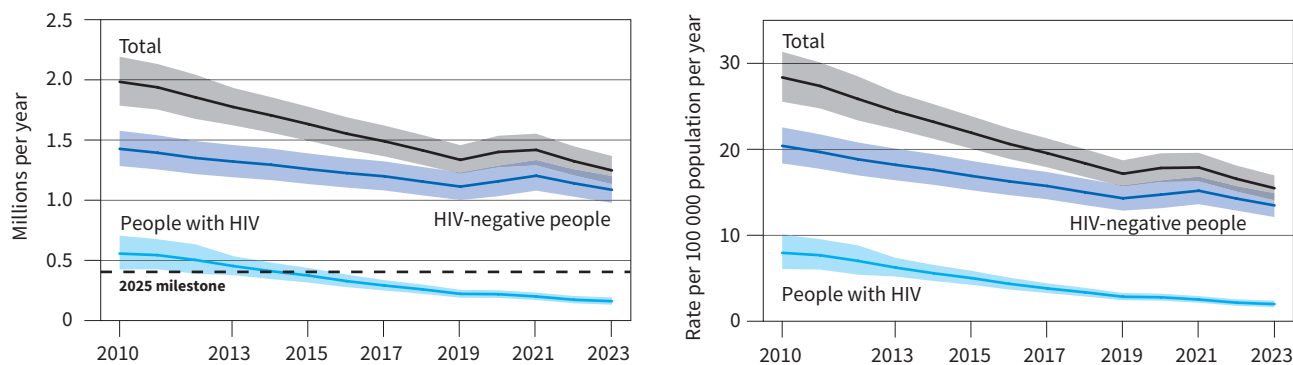 Millions per year
2.5
2.0
1.5
1.0
0.5
0
Total
People with HIV
HIV-negative people
2025 milestone
2010 2013 2015 2017 2019 2021 2023
Rate per 100 000 population per year
30
20
10
0
Total
HIV-negative people
People with HIV
2010 2013 2015 2017 2019 2021 2023